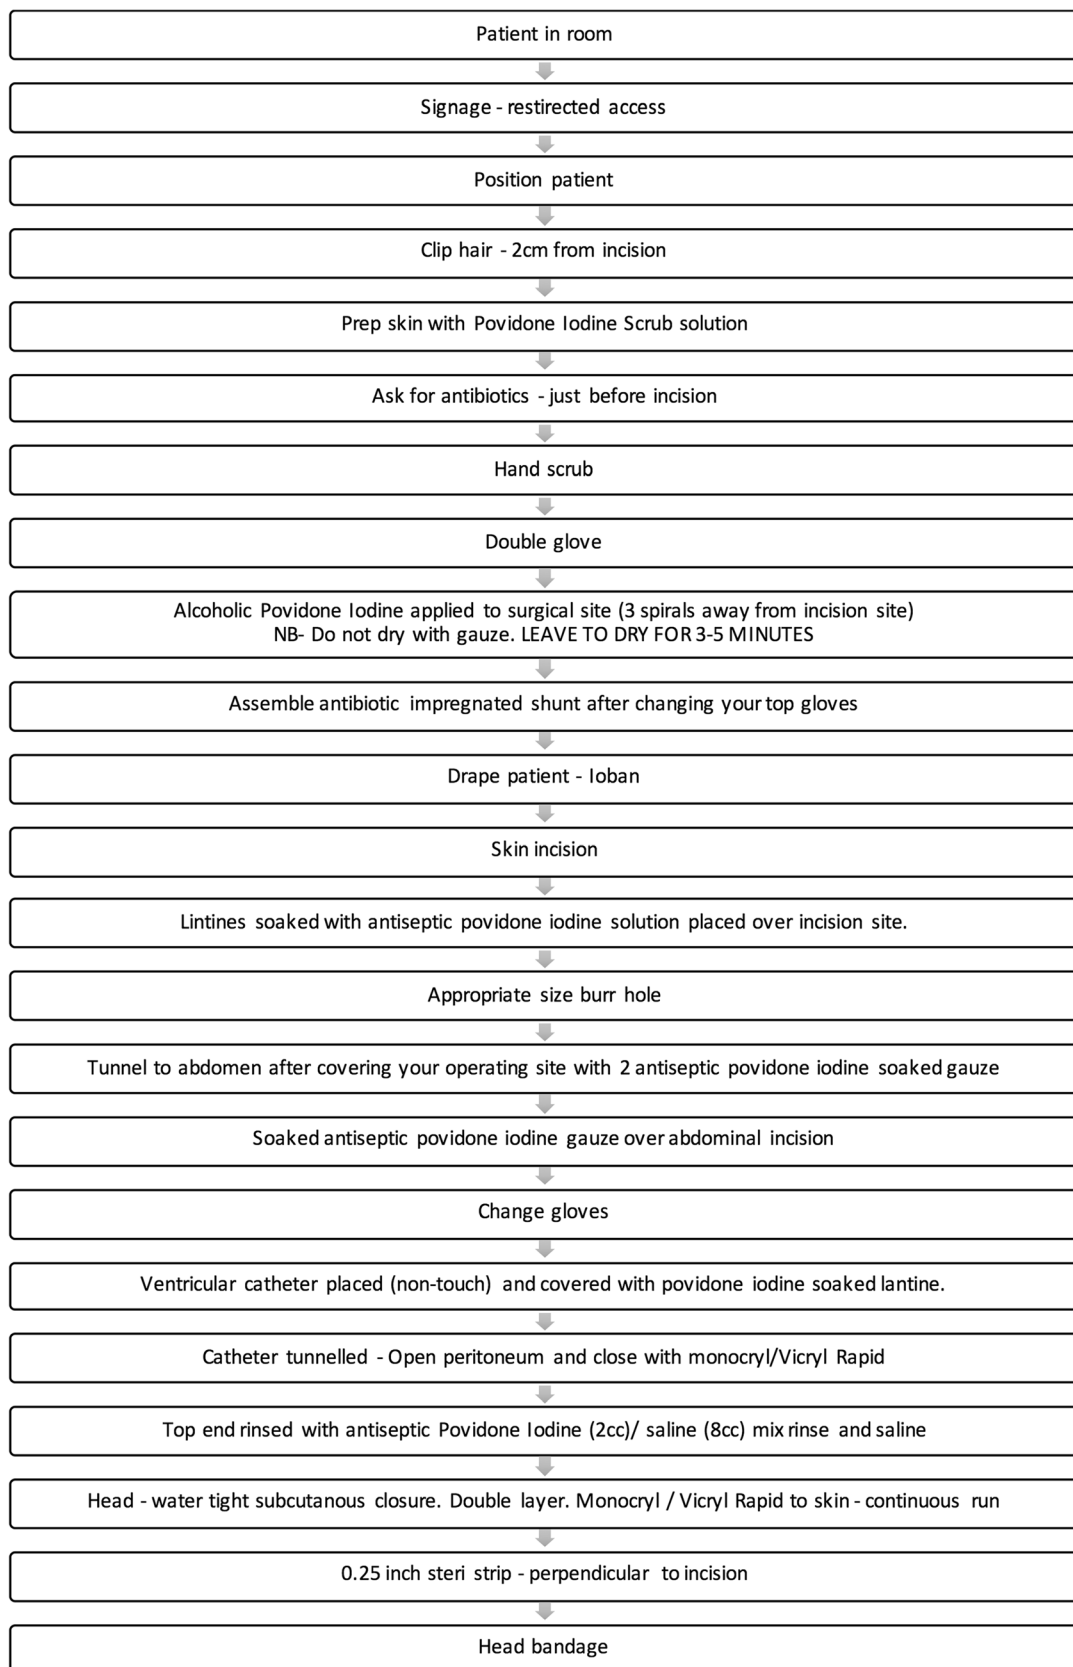 Patient in room
Signage - restirected access
Position patient
Clip hair - 2cm from incision
Prep skin with Povidone Iodine Scrub solution
Ask for antibiotics - just before incision
Hand scrub
Double glove
Alcoholic Povidone Iodine applied to surgical site (3 spirals away from incision site)
NB- Do not dry with gauze. LEAVE TO DRY FOR 3-5 MINUTES
Assemble antibiotic impregnated shunt after changing your top gloves
Drape patient - Ioban
Skin incision
Lintines soaked with antiseptic povidone iodine solution placed over incision site.
Appropriate size burr hole
Tunnel to abdomen after covering your operating site with 2 antiseptic povidone iodine soaked gauze
Soaked antiseptic povidone iodine gauze over abdominal incision
Change gloves
Ventricular catheter placed (non-touch) and covered with povidone iodine soaked lantine.
Catheter tunnelled - Open peritoneum and close with monocryl/Vicryl Rapid
Top end rinsed with antiseptic Povidone Iodine (2cc)/ saline (8cc) mix rinse and saline
Head - water tight subcutanous closure. Double layer. Monocryl / Vicryl Rapid to skin - continuous run
0.25 inch steri strip - perpendicular to incision
Head bandage